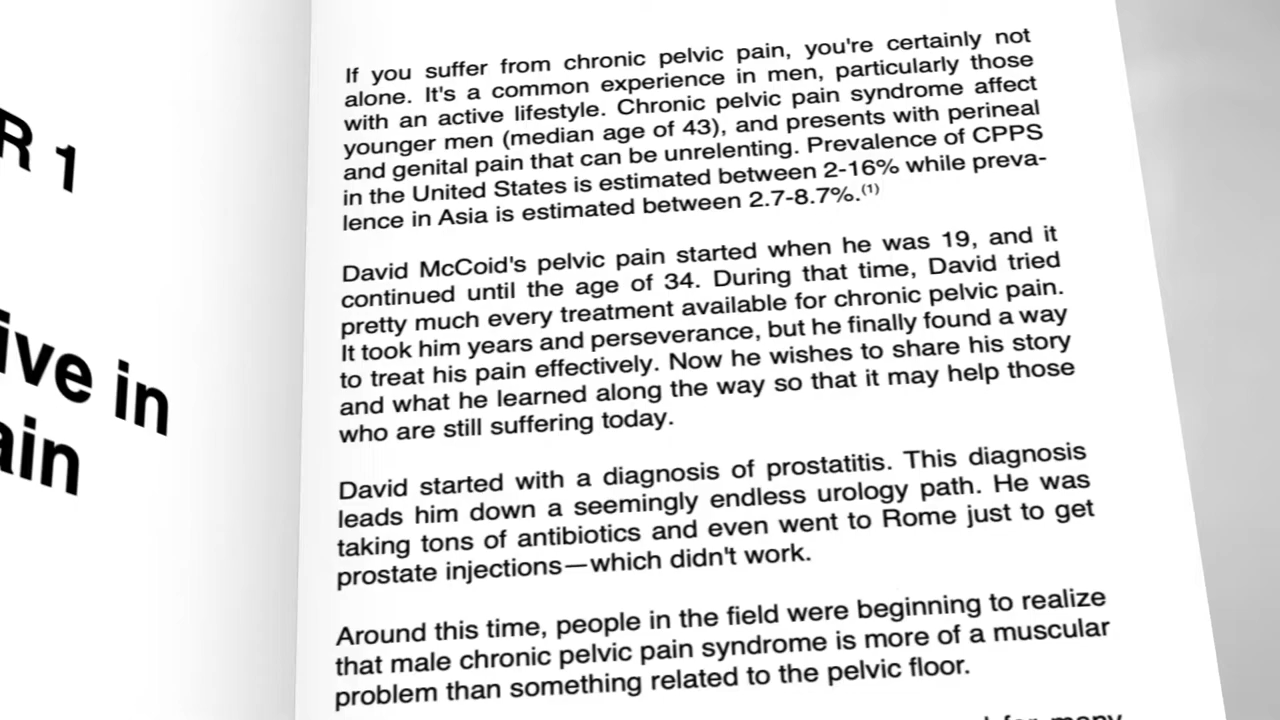 R 1
ive in
ain
If you suffer from chronic pelvic pain, you're certainly not
alone. It's a common experience in men, particularly those
with an active lifestyle. Chronic pelvic pain syndrome affect
younger men (median age of 43), and presents with perineal
and genital pain that can be unrelenting. Prevalence of CPPS
in the United States is estimated between 2-16% while preva-
lence in Asia is estimated between 2.7-8.7%.(1)
David McCoid's pelvic pain started when he was 19, and it
continued until the age of 34. During that time, David tried
pretty much every treatment available for chronic pelvic pain.
It took him years and perseverance, but he finally found a way
to treat his pain effectively. Now he wishes to share his story
and what he learned along the way so that it may help those
who are still suffering today.
David started with a diagnosis of prostatitis. This diagnosis
leads him down a seemingly endless urology path. He was
taking tons of antibiotics and even went to Rome just to get
prostate injections—which didn't work.
Around this time, people in the field were beginning to realize
that male chronic pelvic pain syndrome is more of a muscular
problem than something related to the pelvic floor.
for many